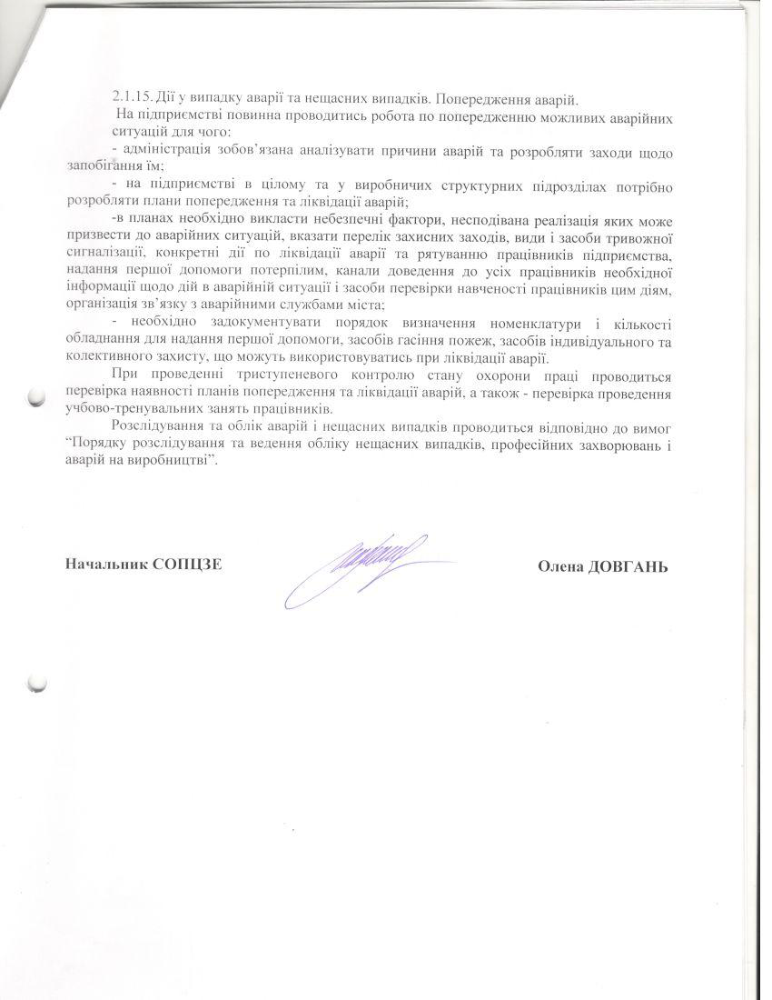 2.1.15. Дії у випадку аварії та нещасних випадків. Попередження аварій.
На підприємстві повинна проводитись робота по попередженню можливих аварійних
ситуацій для чого:
- адміністрація зобов’язана аналізувати причини аварій та розробляти заходи щодо
запобігання їм;
- на підприємстві в цілому та у виробничих структурних підрозділах потрібно
розробляти плани попередження та ліквідації аварій;
-в планах необхідно викласти небезпечні фактори, несподівана реалізація яких може
призвести до аварійних ситуацій, вказати перелік захисних заходів, види і засоби тривожної
сигналізації, конкретні дії по ліквідації аварії та рятуванню працівників підприємства,
надання першої допомоги потерпілим, канали доведення до усіх працівників необхідної
інформації щодо дій в аварійній ситуації і засоби перевірки навченості працівників цим діям,
організація зв’язку з аварійними службами міста;
- необхідно задокументувати порядок визначення номенклатури і кількості
обладнання для надання першої допомоги, засобів гасіння пожеж, засобів індивідуального та
колективного захисту, що можуть використовуватись при ліквідації аварії.
При проведенні триступеневого контролю стану охорони праці проводиться
перевірка наявності планів попередження та ліквідації аварій, а також - перевірка проведення
учбово-тренувальних занять працівників.
Розслідування та облік аварій і нещасних випадків проводиться відповідно до вимог
“Порядку розслідування та ведення обліку нещасних випадків, професійних захворювань і
аварій на виробництві”.
Начальник СОПЦЗЕ Олена ДОВГАНЬ